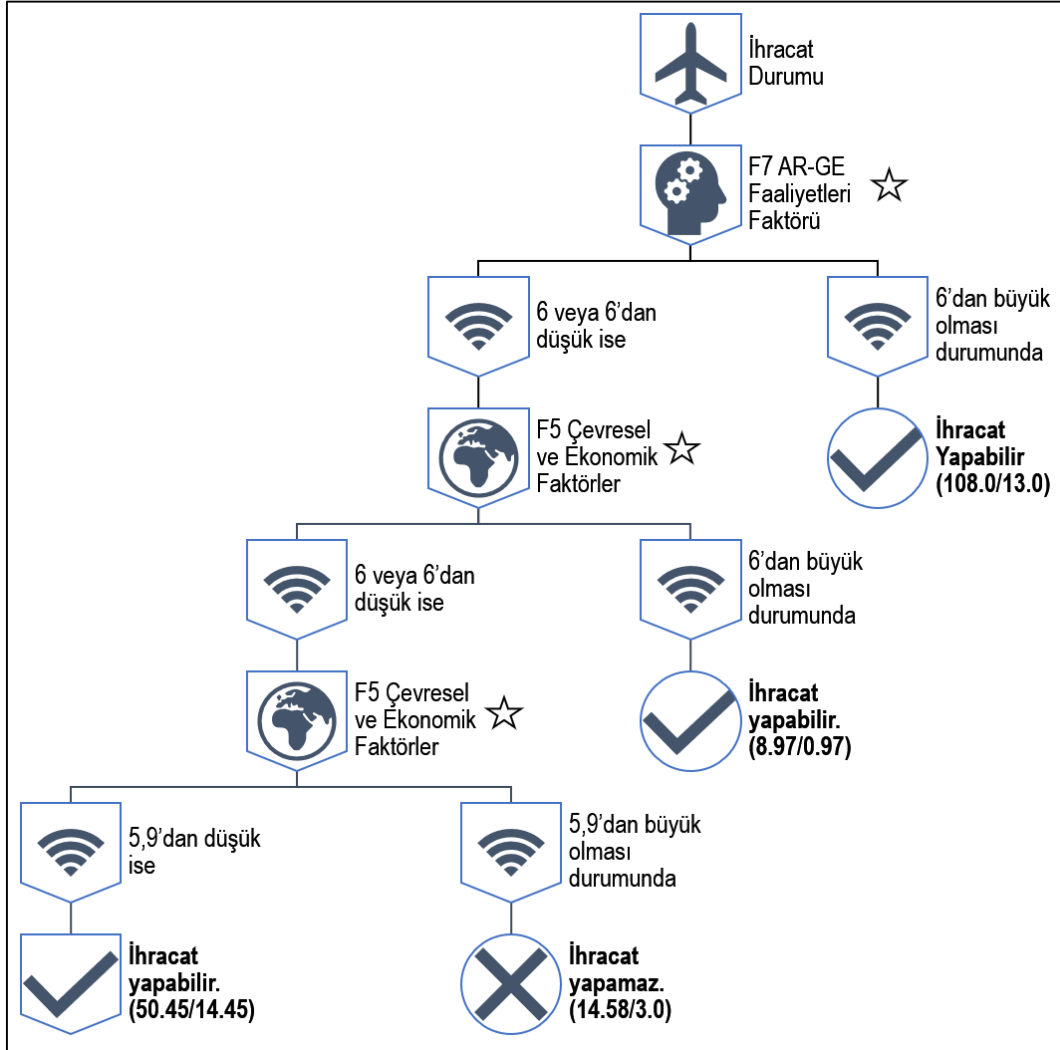 İhracat
Durumu
F7 AR-GE
Faaliyetleri
Faktörü
6 veya 6’dan
düşük ise
6’dan büyük
olması
durumunda
F5 Çevresel
ve Ekonomik
Faktörler
İhracat
Yapabilir
(108.0/13.0)
6 veya 6’dan
düşük ise
6’dan büyük
olması
durumunda
F5 Çevresel
ve Ekonomik
Faktörler
İhracat
yapabilir.
(8.97/0.97)
5,9’dan düşük
ise
5,9’dan büyük
olması
durumunda
İhracat
yapabilir.
(50.45/14.45)
İhracat
yapamaz.
(14.58/3.0)